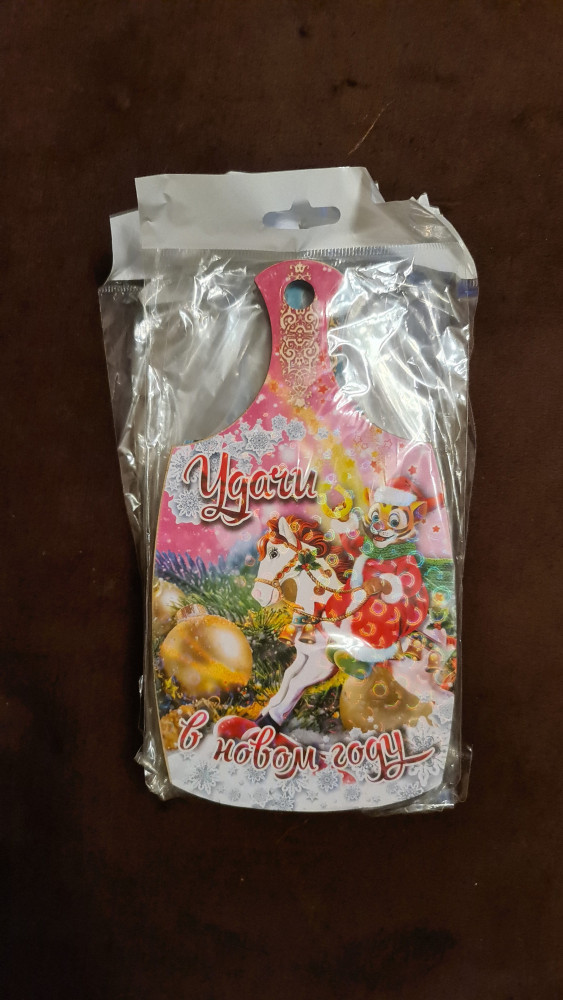 Удачи
в новом году